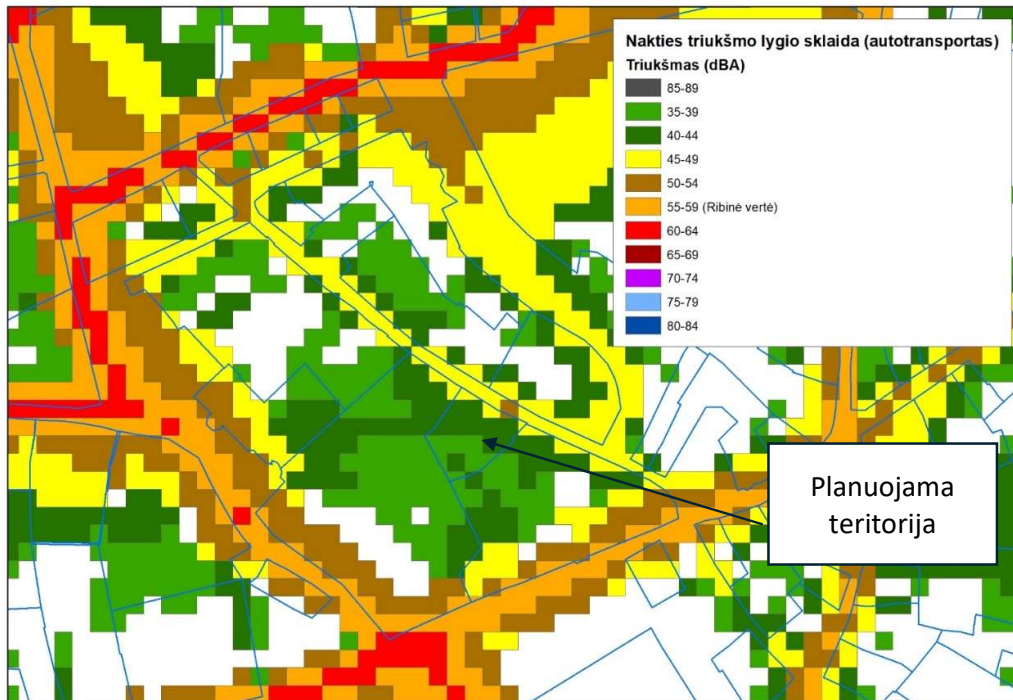 Nakties triukšmo lygio sklaida (autotransportas)
Triukšmas (dBA)
85-89
35-39
40-44
45-49
50-54
55-59 (Ribinė vertė)
60-64
65-69
70-74
75-79
80-84
Planuojama
teritorija